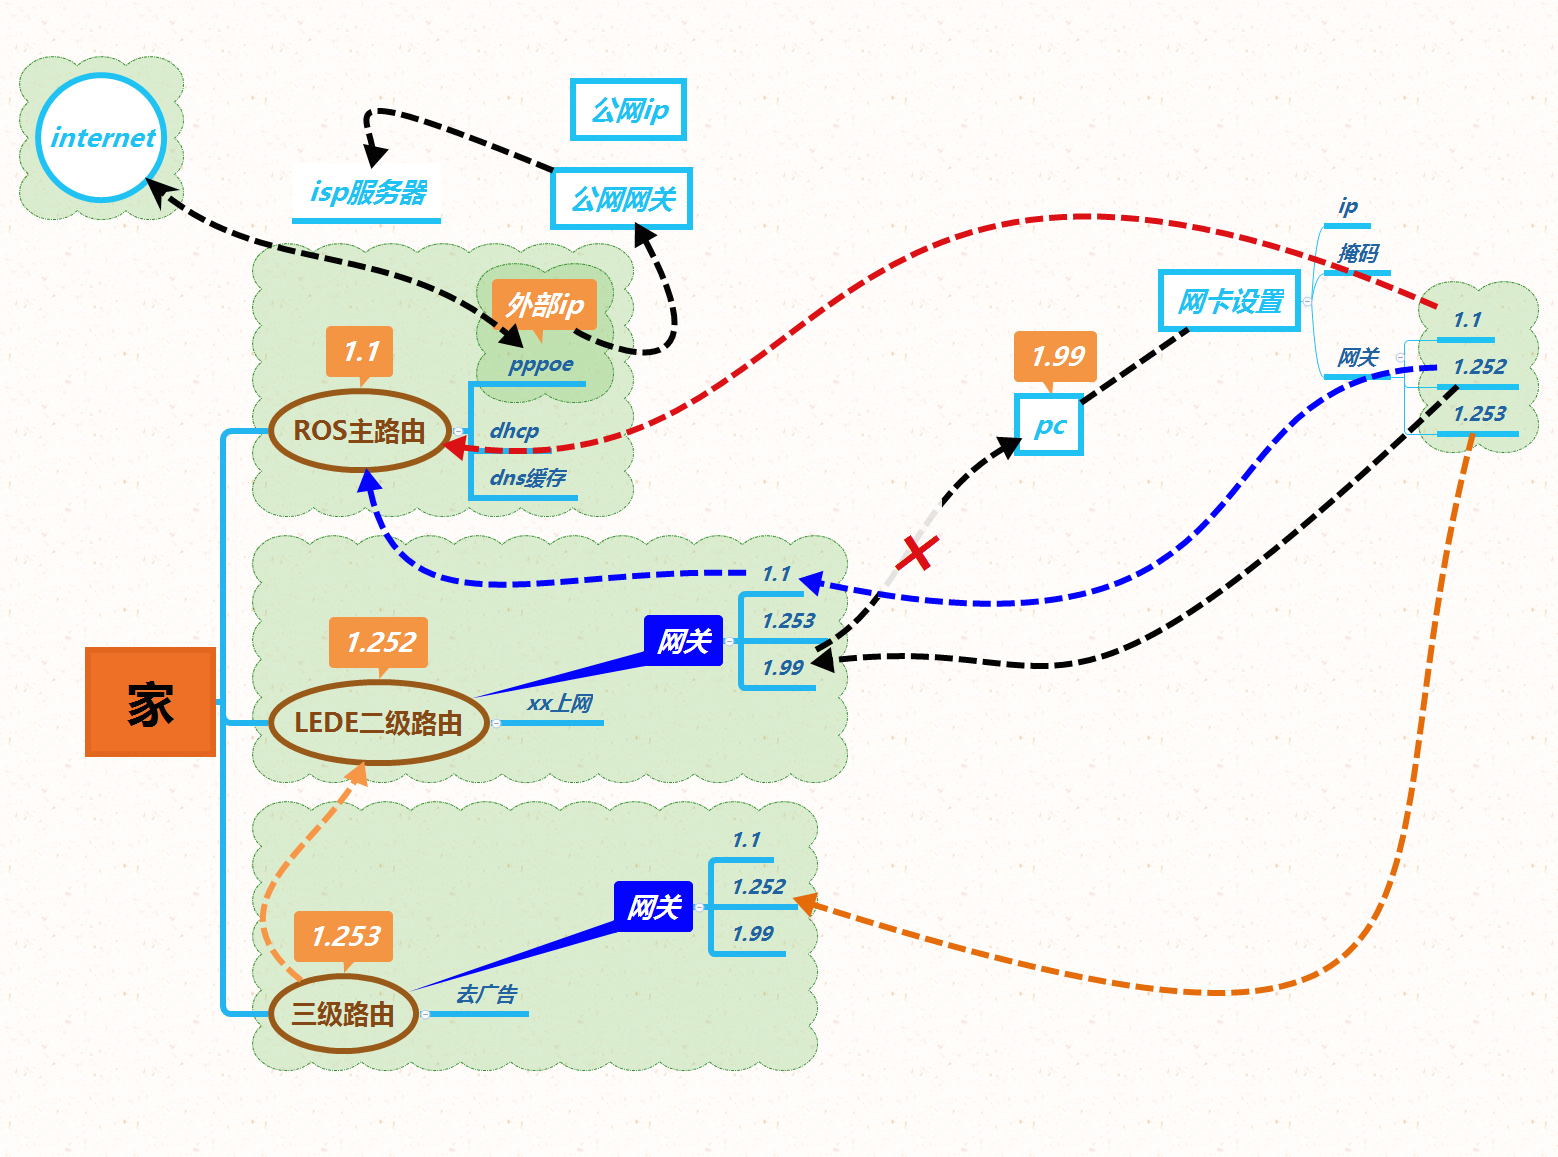 internet
公网ip
isp服务器
公网网关
外部ip
pppoe
1.1
ROS主路由
dhcp
dns缓存
ip
掩码
网卡设置
网关
1.1
1.252
1.253
1.99
pc
1.1
1.253
1.99
网关
1.252
LEDE二级路由
xx上网
家
1.1
1.252
1.99
网关
1.253
三级路由
去广告